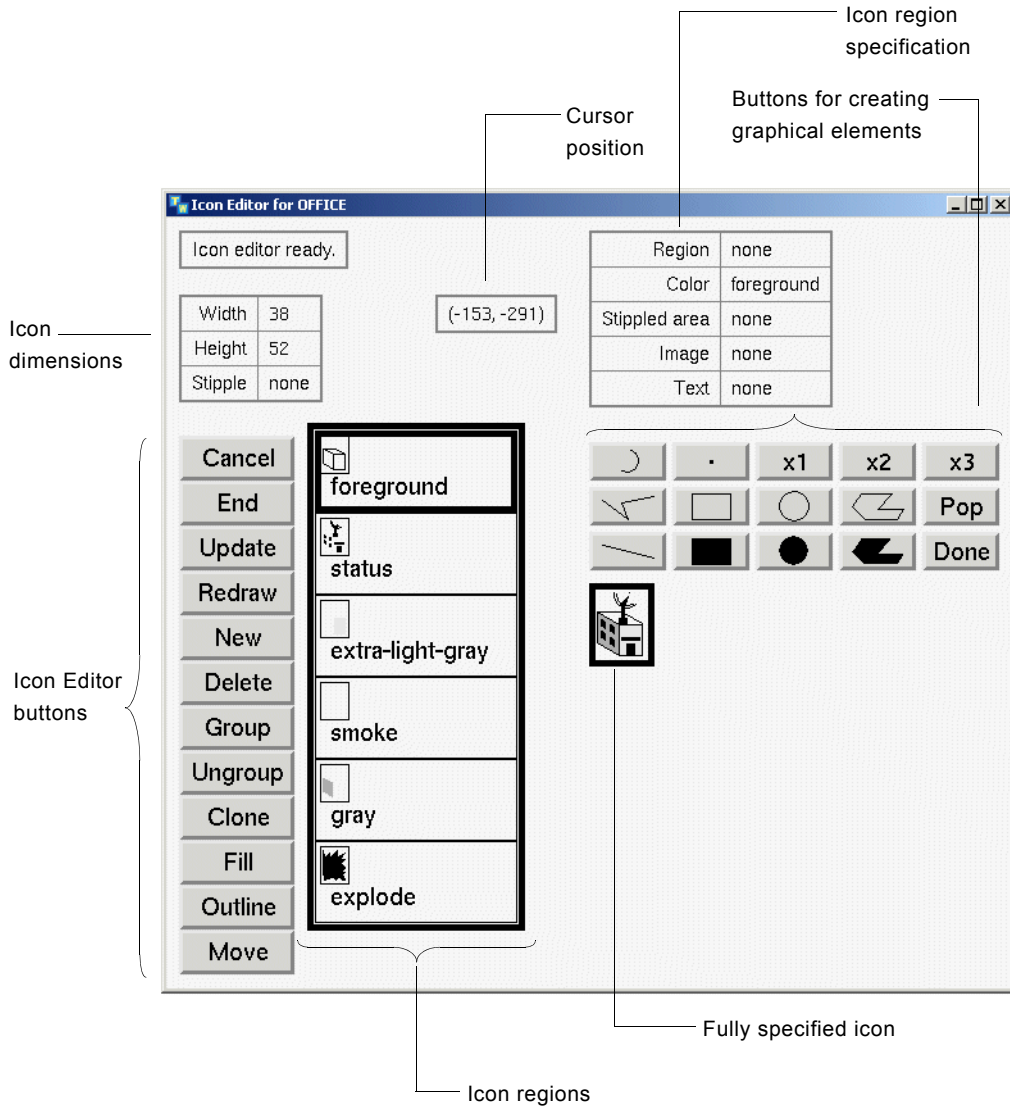 Icon region
specification
Buttons for creating
graphical elements
Cursor
position
Icon Editor for OFFICE
Icon editor ready.
Region none
Color foreground
Stippled area none
Image none
Text none
Width 38
Height 52
Stipple none
(-153, -291)
Icon
dimensions
Cancel
End
Update
Redraw
New
Delete
Group
Ungroup
Clone
Fill
Outline
Move
Icon Editor
buttons
foreground
status
extra-light-gray
smoke
gray
explode
x1 x2 x3
Pop
Done
Fully specified icon
Icon regions